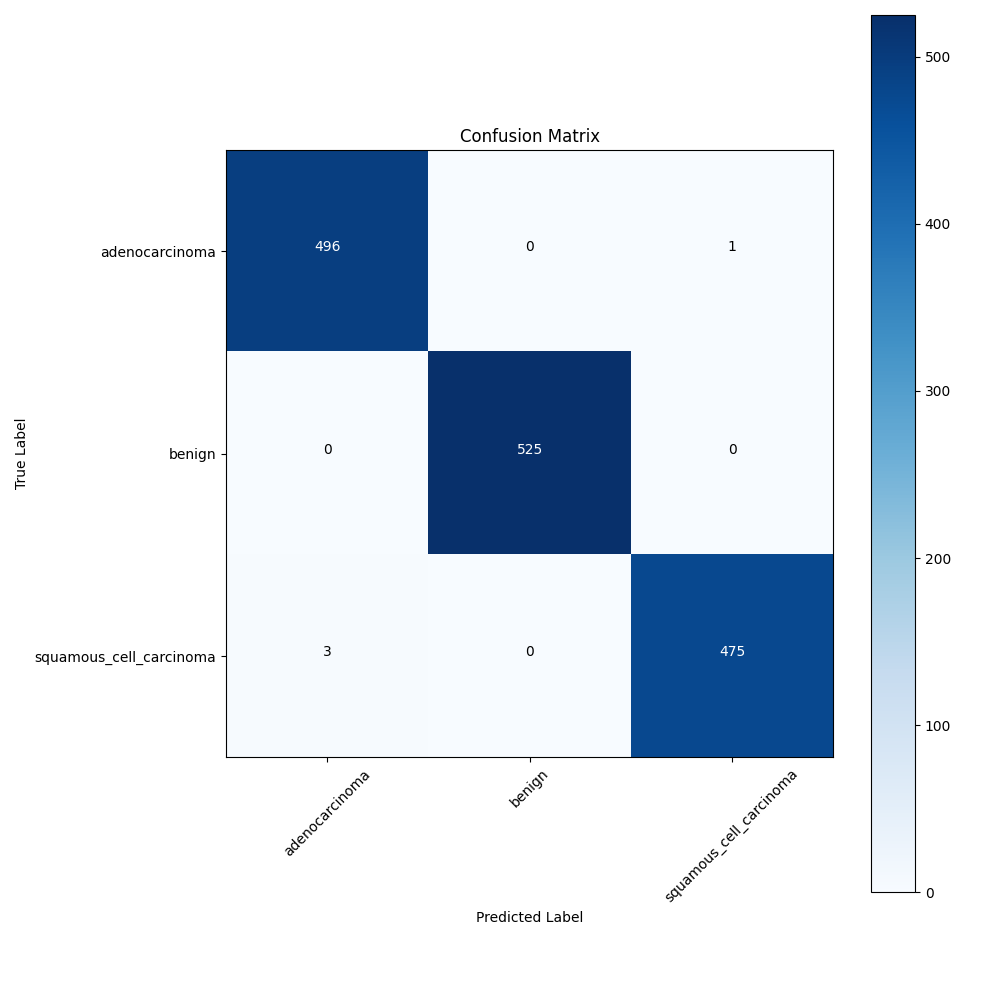 Confusion Matrix
True Label
adenocarcinoma
496 0 1
benign
0 525 0
squamous_cell_carcinoma
3 0 475
adenocarcinoma
benign
squamous_cell_carcinoma
Predicted Label
500
400
300
200
100
0